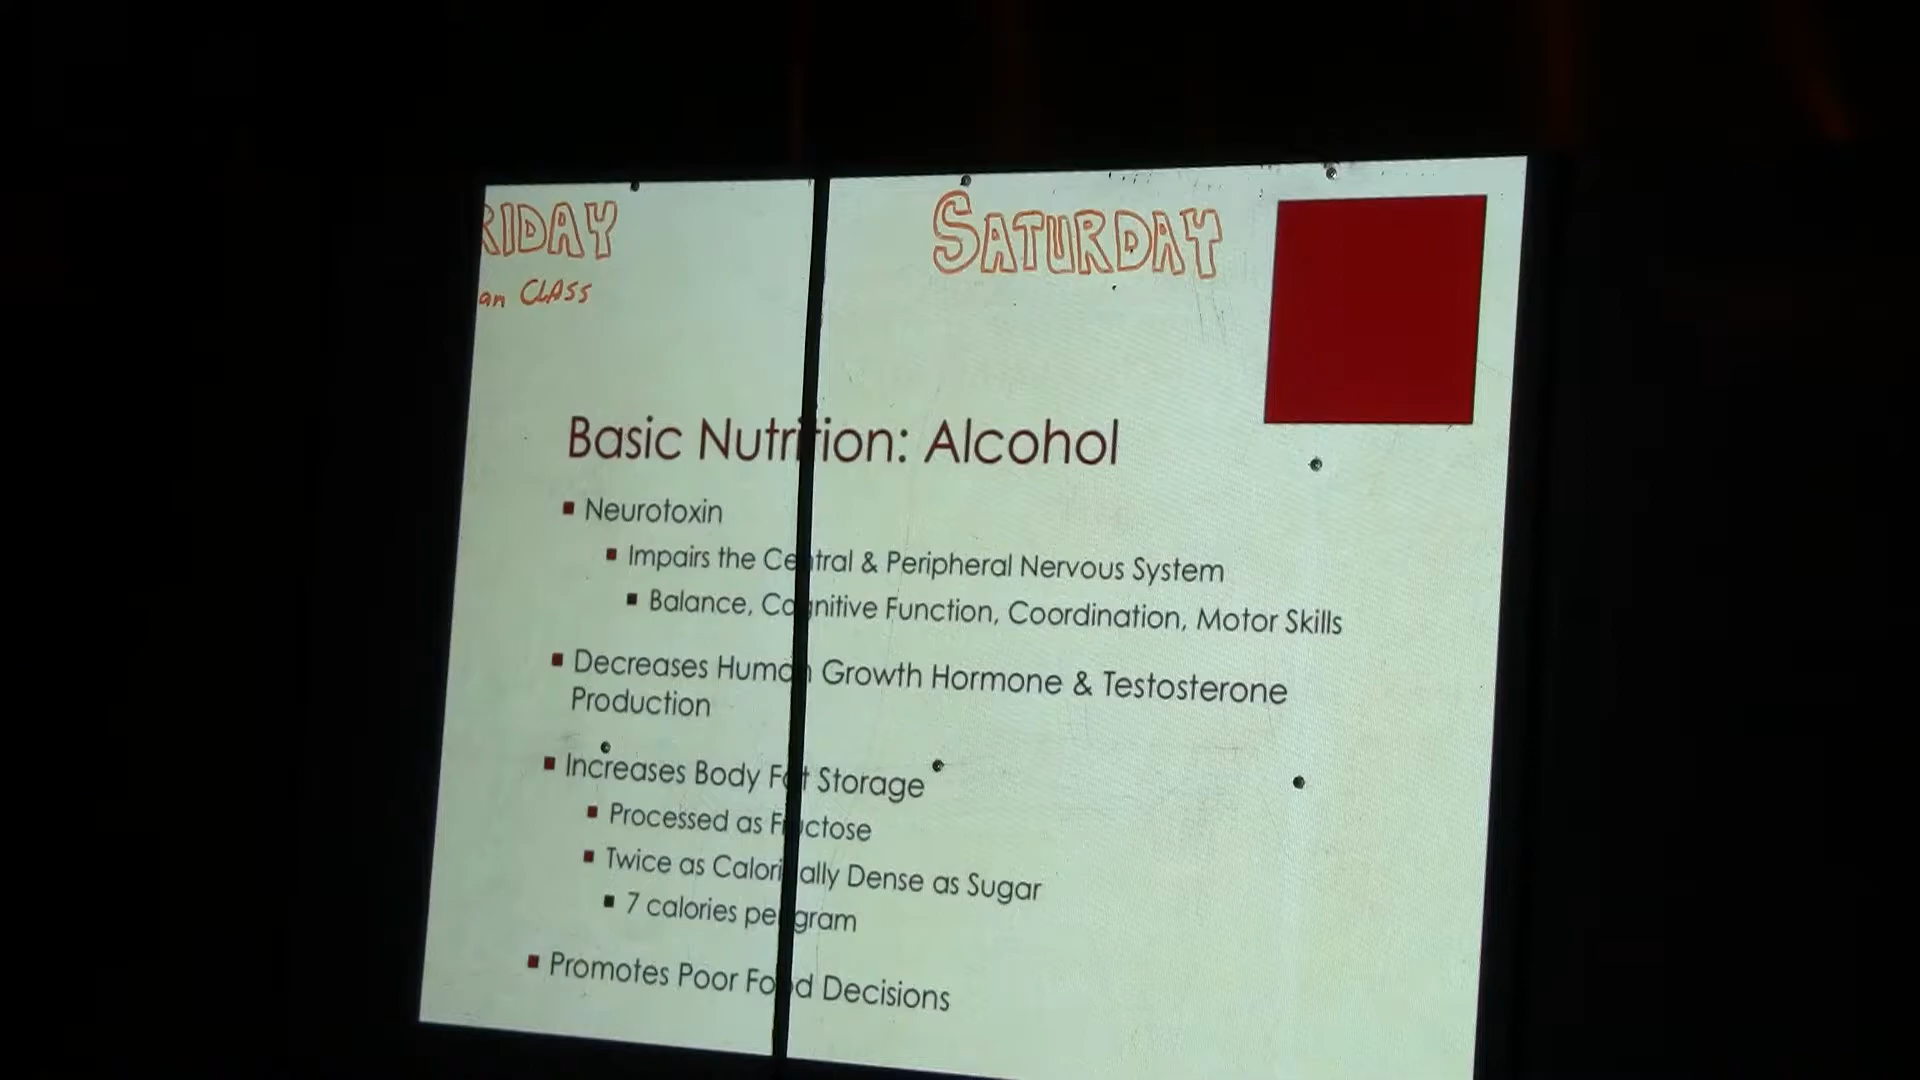 RIDAY
an CLASS
SATURDAY
Basic Nutrition: Alcohol
Neurotoxin
Impairs the Central & Peripheral Nervous System
Balance, Cognitive Function, Coordination, Motor Skills
Decreases Human Growth Hormone & Testosterone
Production
Increases Body Fat Storage
Processed as Fructose
Twice as Calorically Dense as Sugar
7 calories per gram
Promotes Poor Food Decisions